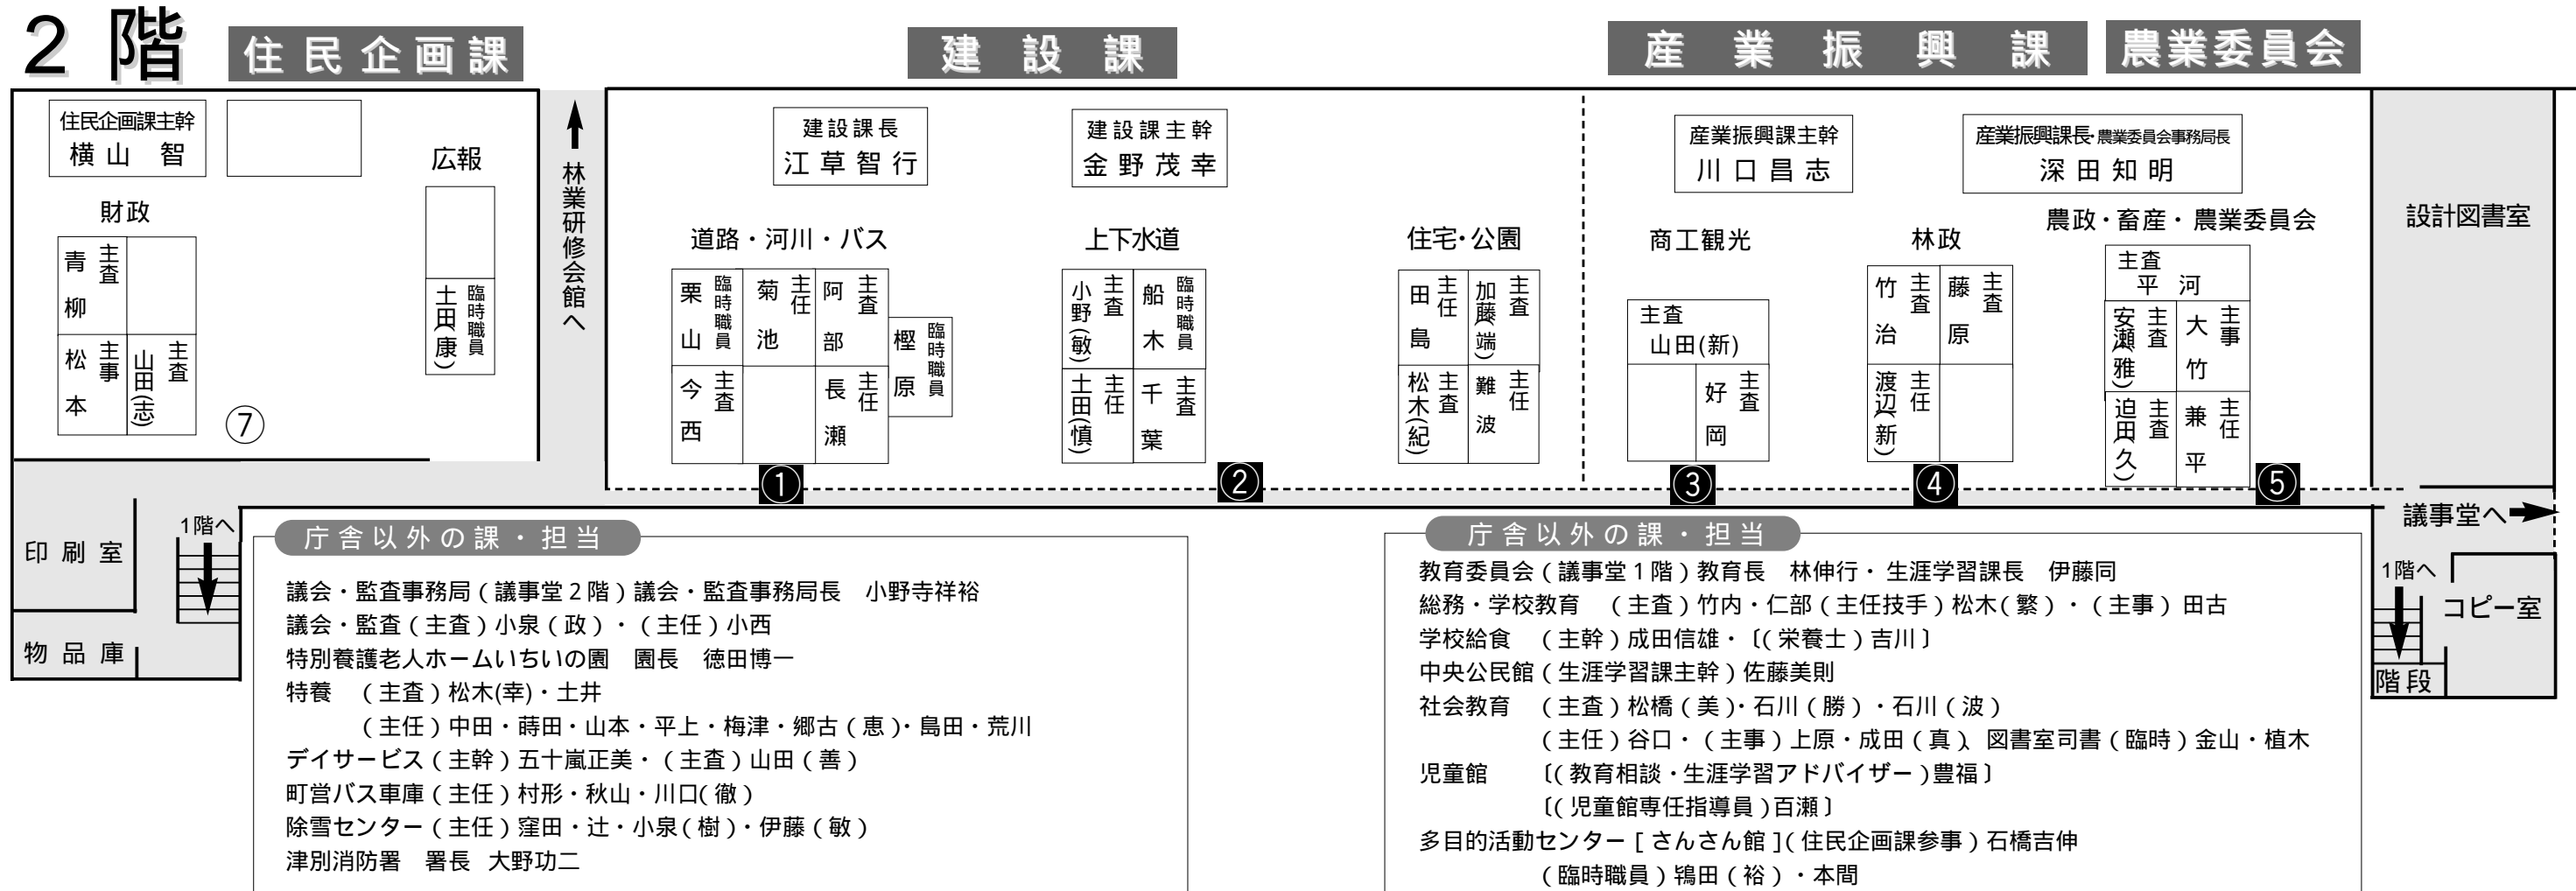 2 階
住民企画課
建設課
産業振興課
農業委員会
住民企画課主幹
横山 智
広報
臨時職員
土田(康)
財政
主査
青柳
主事
松本
主査
山田(志)
⑦
林業研修会館へ
建設課長
江草智行
建設課主幹
金野茂幸
道路・河川・バス
臨時職員
栗山
主任
菊池
主査
阿部
臨時職員
樫原
主査
今西
主任
長瀬
①
上下水道
主査
小野(敏)
臨時職員
船木
主任
土田(慎)
主査
千葉
②
住宅・公園
主任
田島
主査
加藤(端)
主査
松木(紀)
主任
難波
産業振興課主幹
川口昌志
産業振興課長・農業委員会事務局長
深田知明
商工観光
主査
山田(新)
主査
好岡
③
林政
主査
竹治
主査
藤原
主任
渡辺(新)
④
農政・畜産・農業委員会
主査
平河
主査
安瀬(雅)
主事
大竹
主査
迫田(久)
主任
兼平
⑤
設計図書室
議事堂へ
1階へ
コピー室
階段
印刷室
1階へ
物品庫
庁舎以外の課・担当
議会・監査事務局(議事堂2階)議会・監査事務局長 小野寺祥裕
議会・監査(主査)小泉(政)・(主任)小西
特別養護老人ホームいちいの園 園長 徳田博一
特養 (主査)松木(幸)・土井
(主任)中田・蒔田・山本・平上・梅津・郷古(恵)・島田・荒川
デイサービス(主幹)五十嵐正美・(主査)山田(善)
町営バス車庫(主任)村形・秋山・川口(徹)
除雪センター(主任)窪田・辻・小泉(樹)・伊藤(敏)
津別消防署 署長 大野功二
庁舎以外の課・担当
教育委員会(議事堂1階)教育長 林伸行・生涯学習課長 伊藤同
総務・学校教育 (主査)竹内・仁部(主任技手)松木(繁)・(主事)田古
学校給食 (主幹)成田信雄・〔(栄養士)吉川〕
中央公民館(生涯学習課主幹)佐藤美則
社会教育 (主査)松橋(美)・石川(勝)・石川(波)
(主任)谷口・(主事)上原・成田(真)、図書室司書(臨時)金山・植木
児童館 〔(教育相談・生涯学習アドバイザー)豊福〕
〔(児童館専任指導員)百瀬〕
多目的活動センター[さんさん館](住民企画課参事)石橋吉伸
(臨時職員)鴇田(裕)・本間